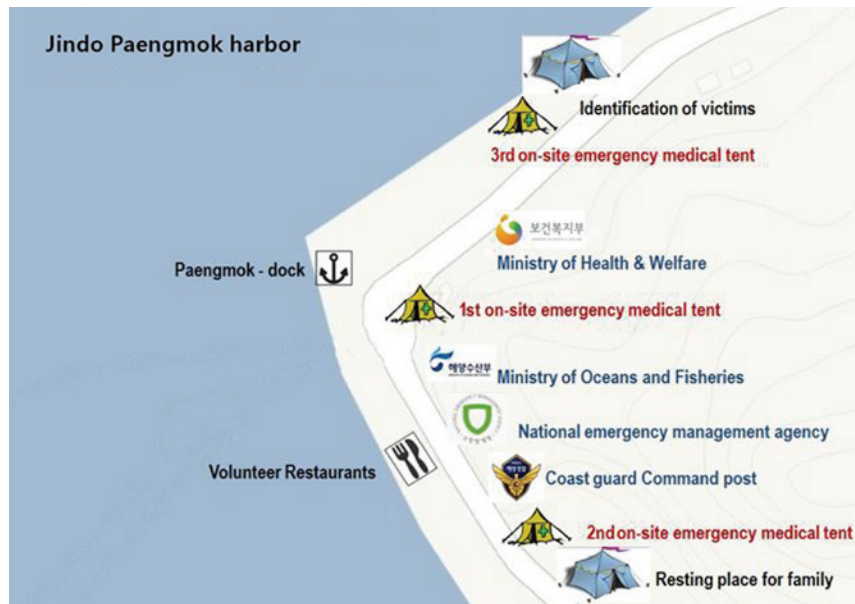 Jindo Paengmok harbor
Identification of victims
3rd on-site emergency medical tent
보건복지부
Ministry of Health & Welfare
Paengmok - dock
1st on-site emergency medical tent
해양수산부
Ministry of Oceans and Fisheries
National emergency management agency
Volunteer Restaurants
Coast guard Command post
2nd on-site emergency medical tent
Resting place for family